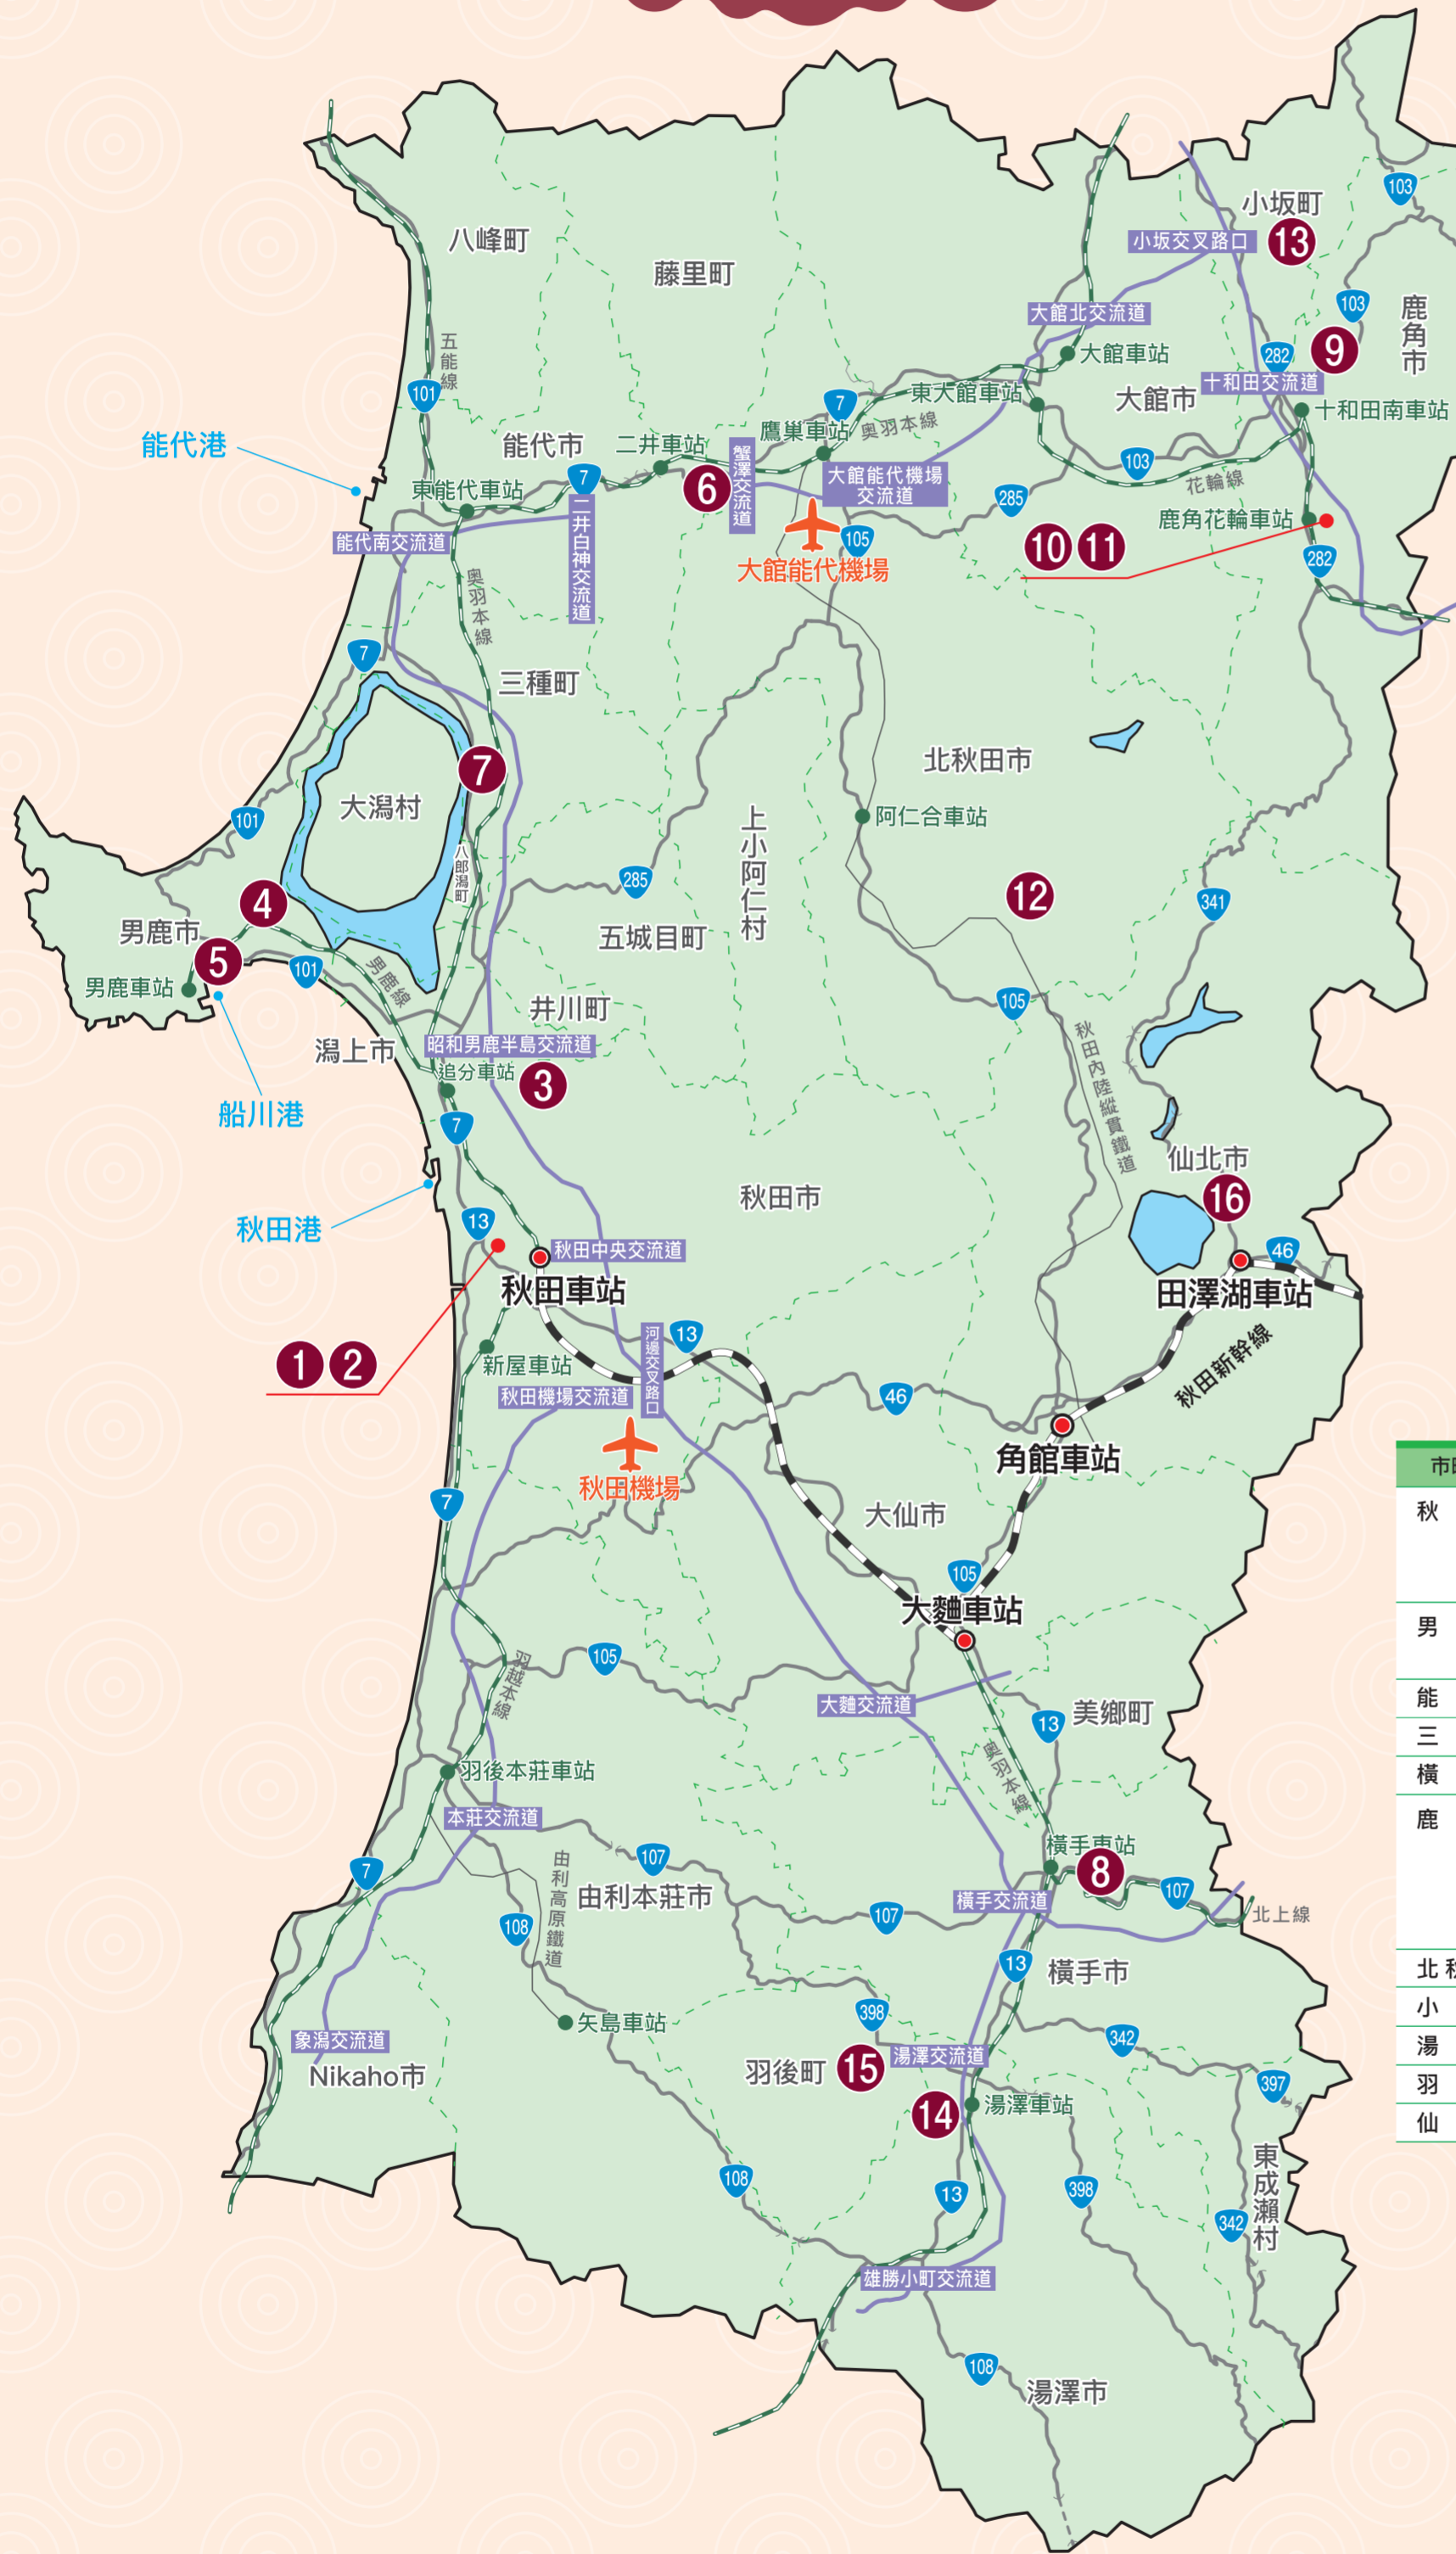 103
小坂町
13
小坂交叉路口
八峰町
藤里町
103
鹿角市
大館北交流道
五能線
大館車站
282
9
十和田交流道
101
東大館車站
大館市
7
十和田南車站
奥羽本線
鷹巣車站
能代港
能代市
二井車站
蟹澤交流道
103
花輪線
6
7
大館能代機場
交流道
285
東能代車站
二井白神交流道
鹿角花輪車站
能代南交流道
105
10 11
282
大館能代機場
奥羽本線
7
三種町
北秋田市
7
大潟村
101
上小阿仁村
阿仁合車站
八郎潟町
285
12
341
4
男鹿市
五城目町
5
101
男鹿線
男鹿車站
105
井川町
昭和男鹿半島交流道
潟上市
追分車站
3
秋田內陸縱貫鐵道
船川港
7
仙北市
秋田市
16
秋田港
13
秋田中央交流道
46
秋田車站
田澤湖車站
13
河邊交叉路口
1 2
新屋車站
秋田新幹線
秋田機場交流道
46
角館車站
秋田機場
7
大仙市
105
大麯車站
105
羽越本線
大麯交流道
美鄉町
13
奥羽本線
羽後本莊車站
本莊交流道
橫手車站
7
107
8
由利高原鐵道
由利本莊市
107
橫手交流道
107
北上線
108
13
橫手市
398
矢島車站
342
象潟交流道
湯澤交流道
Nikaho市
羽後町
15
397
14
湯澤車站
東成瀨村
108
13
398
342
雄勝小町交流道
108
湯澤市
秋
男
能
三
橫
鹿
北
小
湯
羽
仙